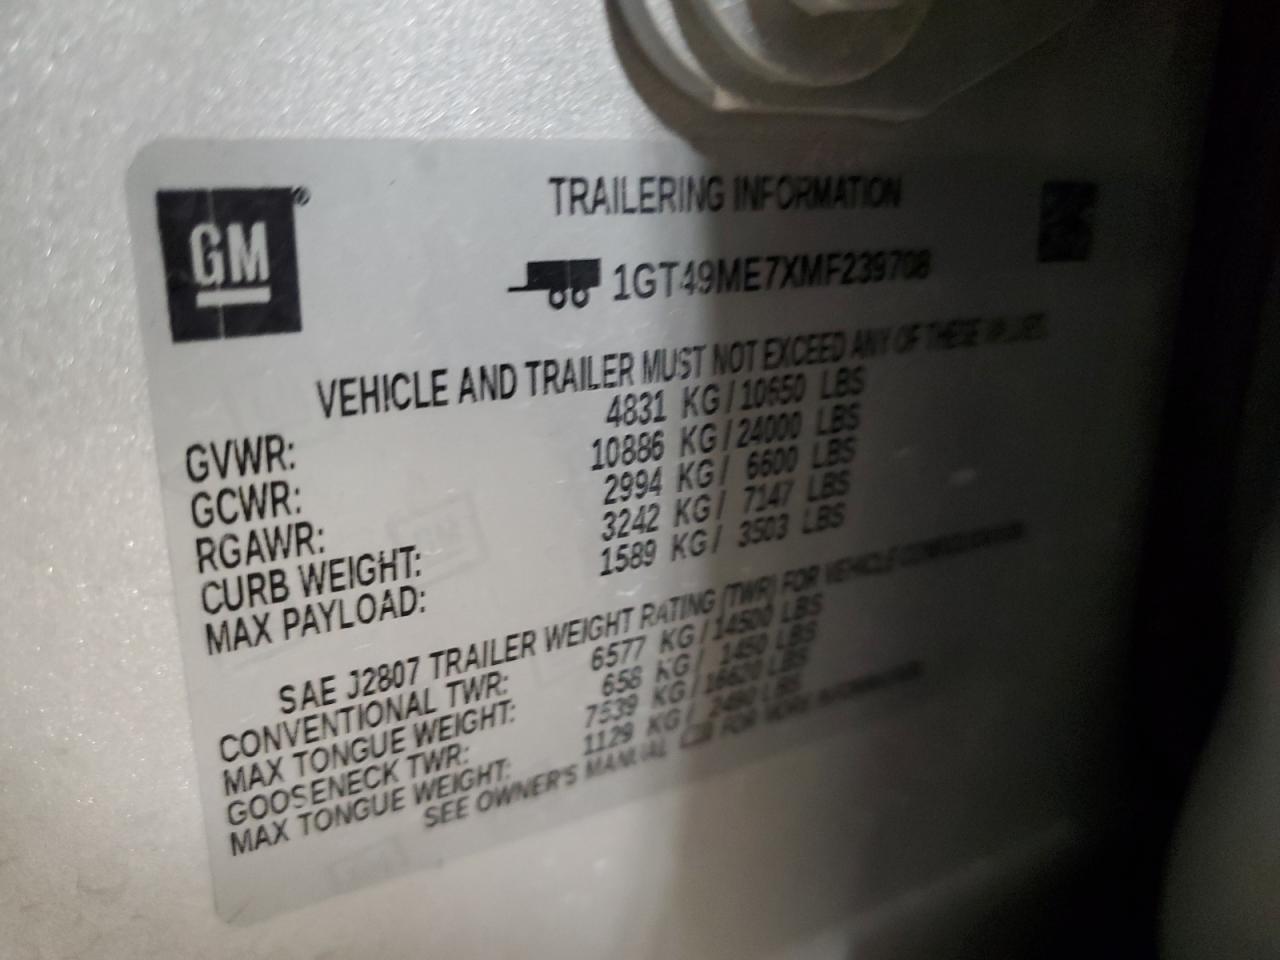 GM®
TRAILERING INFORMATION
1GT49ME7XMF239708
VEHICLE AND TRAILER MUST NOT EXCEED ANY OF THESE VALUES.
GVWR: 4831 KG / 10650 LBS
GCWR: 10886 KG / 24000 LBS
RGAWR: 2994 KG / 6600 LBS
CURB WEIGHT: 3242 KG / 7147 LBS
MAX PAYLOAD: 1589 KG / 3503 LBS
SAE J2807 TRAILER WEIGHT RATING (TWR) FOR VEHICLE CONFIGURATION
CONVENTIONAL TWR: 6577 KG / 14500 LBS
MAX TONGUE WEIGHT: 658 KG / 1450 LBS
GOOSENECK TWR: 7539 KG / 16620 LBS
MAX TONGUE WEIGHT: 1129 KG / 2490 LBS
SEE OWNER'S MANUAL FOR MORE INFORMATION